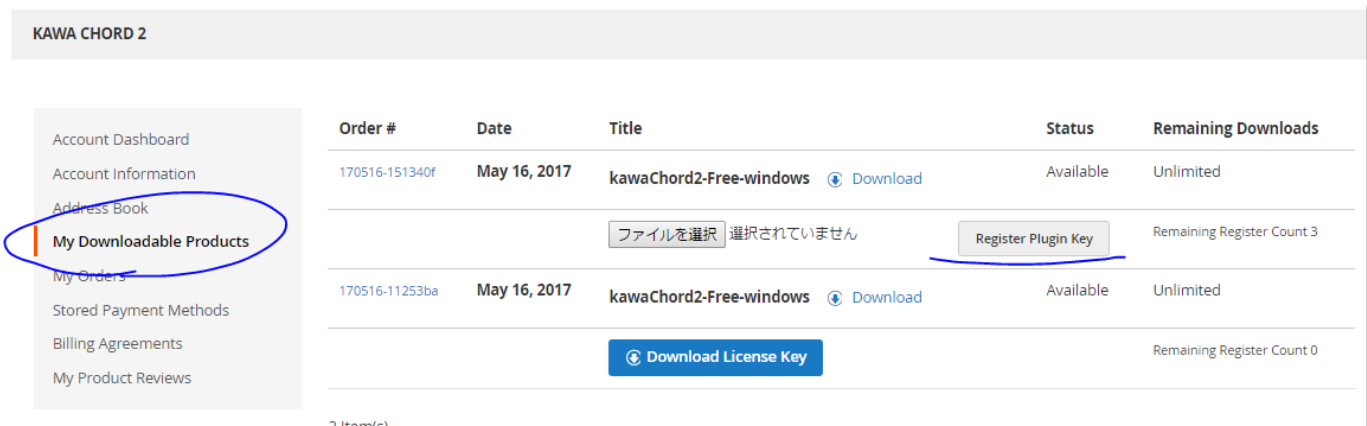 KAWA CHORD 2
Account Dashboard
Account Information
Address Book
My Downloadable Products
My Orders
Stored Payment Methods
Billing Agreements
My Product Reviews
Order # Date Title Status Remaining Downloads
170516-151340f May 16, 2017 kawaChord2-Free-windows Download Available Unlimited
ファイルを選択 選択されていません Register Plugin Key Remaining Register Count 3
170516-11253ba May 16, 2017 kawaChord2-Free-windows Download Available Unlimited
Download License Key Remaining Register Count 0
2 Item(s)